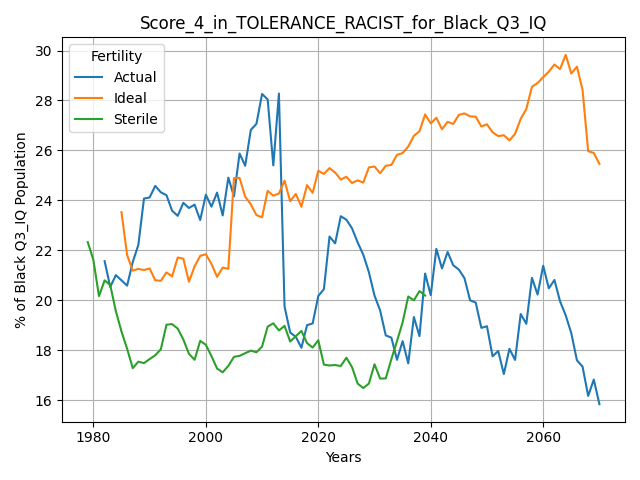 Score_4_in_TOLERANCE_RACIST_for_Black_Q3_IQ
Fertility
Actual
Ideal
Sterile
% of Black Q3_IQ Population
30
28
26
24
22
20
18
16
1980
2000
2020
2040
2060
Years